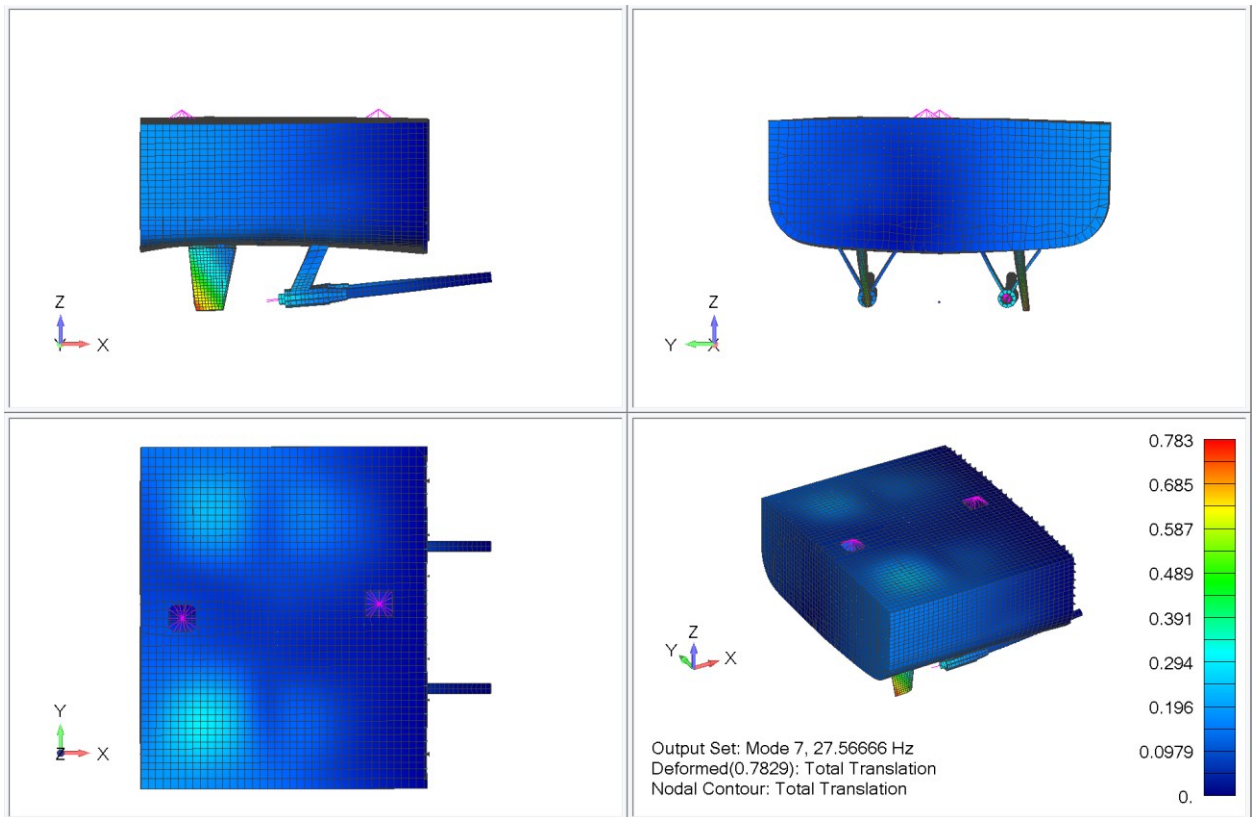 Z
Y X
Z
Y X
Y
Z X
Z
Y X
Output Set: Mode 7, 27.56666 Hz
Deformed(0.7829): Total Translation
Nodal Contour: Total Translation
0.783
0.685
0.587
0.489
0.391
0.294
0.196
0.0979
0.